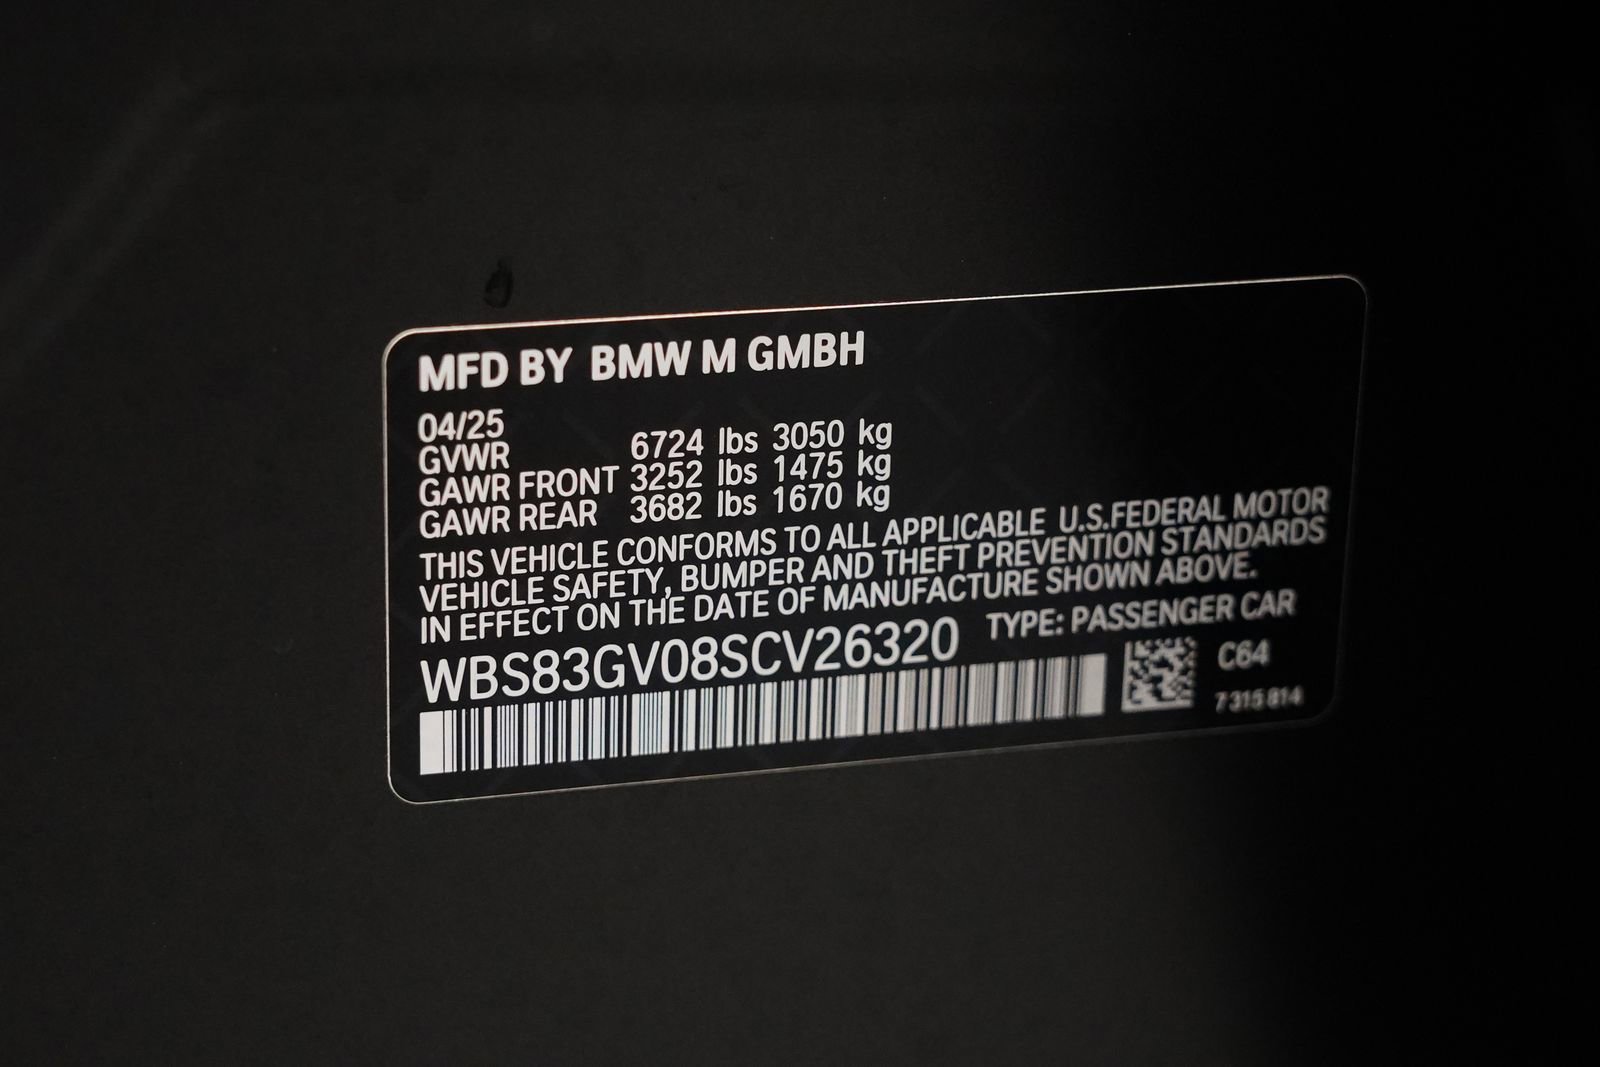 MFD BY BMW M GMBH
04/25
GVWR 6724 lbs 3050 kg
GAWR FRONT 3252 lbs 1475 kg
GAWR REAR 3682 lbs 1670 kg
THIS VEHICLE CONFORMS TO ALL APPLICABLE U.S.FEDERAL MOTOR
VEHICLE SAFETY, BUMPER AND THEFT PREVENTION STANDARDS
IN EFFECT ON THE DATE OF MANUFACTURE SHOWN ABOVE.
WBS83GV08SCV26320 TYPE: PASSENGER CAR
C64
7 315 814